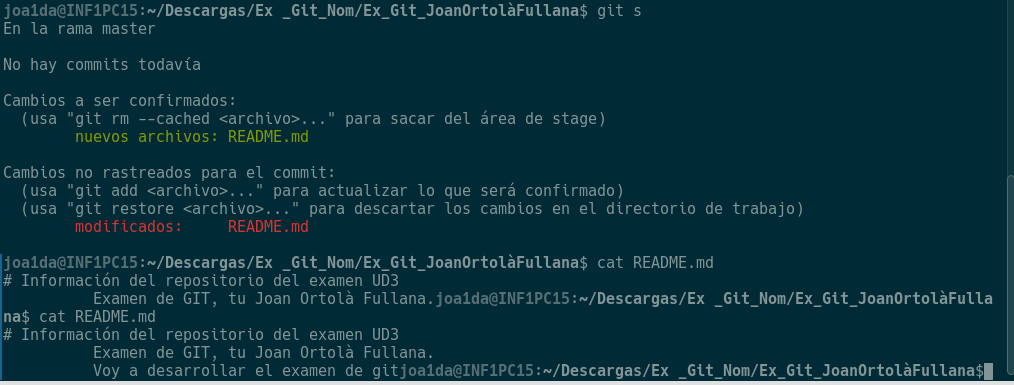 joa1da@INF1PC15:~/Descargas/Ex _Git_Nom/Ex_Git_JoanOrtolàFullana$ git s
En la rama master
No hay commits todavía
Cambios a ser confirmados:
(usa "git rm --cached <archivo>..." para sacar del área de stage)
nuevos archivos: README.md
Cambios no rastreados para el commit:
(usa "git add <archivo>..." para actualizar lo que será confirmado)
(usa "git restore <archivo>..." para descartar los cambios en el directorio de trabajo)
modificados:     README.md
joa1da@INF1PC15:~/Descargas/Ex _Git_Nom/Ex_Git_JoanOrtolàFullana$ cat README.md
# Información del repositorio del examen UD3
Examen de GIT, tu Joan Ortolà Fullana.joa1da@INF1PC15:~/Descargas/Ex _Git_Nom/Ex_Git_JoanOrtolàFulla
na$ cat README.md
# Información del repositorio del examen UD3
Examen de GIT, tu Joan Ortolà Fullana.
Voy a desarrollar el examen de gitjoa1da@INF1PC15:~/Descargas/Ex _Git_Nom/Ex_Git_JoanOrtolàFullana$